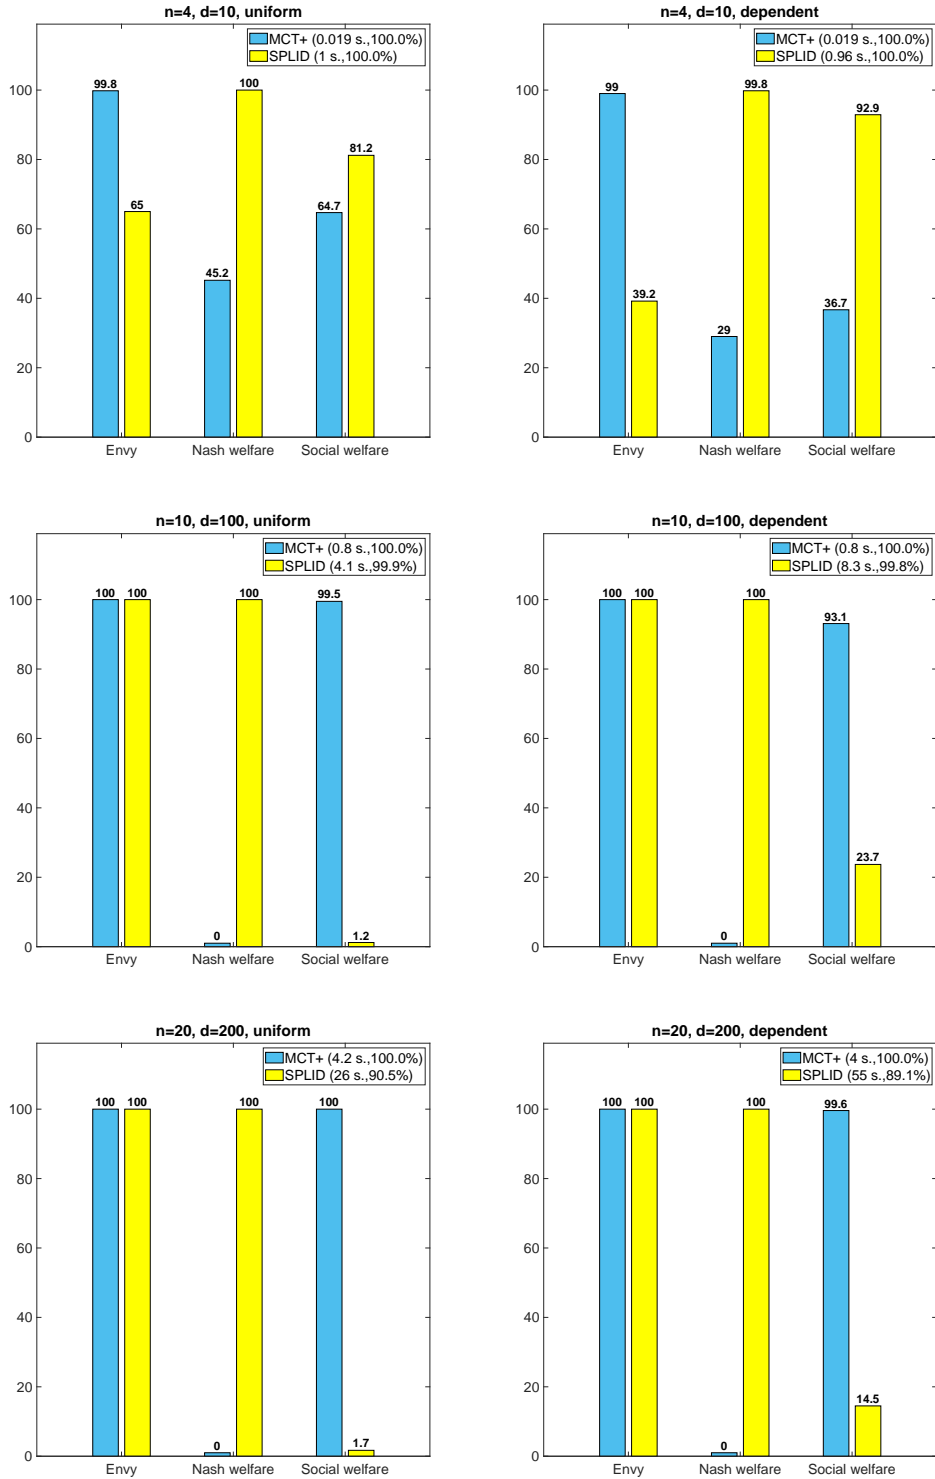 n=4, d=10, uniform
MCT+ (0.019 s.,100.0%)
SPLID (1 s.,100.0%)
100
80
60
40
20
0
99.8
65
45.2
100
64.7
81.2
Envy
Nash welfare
Social welfare
n=4, d=10, dependent
MCT+ (0.019 s.,100.0%)
SPLID (0.96 s.,100.0%)
100
80
60
40
20
0
99
39.2
29
99.8
36.7
92.9
Envy
Nash welfare
Social welfare
n=10, d=100, uniform
MCT+ (0.8 s.,100.0%)
SPLID (4.1 s.,99.9%)
100
80
60
40
20
0
100
100
0
100
99.5
1.2
Envy
Nash welfare
Social welfare
n=10, d=100, dependent
MCT+ (0.8 s.,100.0%)
SPLID (8.3 s.,99.8%)
100
80
60
40
20
0
100
100
0
100
93.1
23.7
Envy
Nash welfare
Social welfare
n=20, d=200, uniform
MCT+ (4.2 s.,100.0%)
SPLID (26 s.,90.5%)
100
80
60
40
20
0
100
100
0
100
100
1.7
Envy
Nash welfare
Social welfare
n=20, d=200, dependent
MCT+ (4 s.,100.0%)
SPLID (55 s.,89.1%)
100
80
60
40
20
0
100
100
0
100
99.6
14.5
Envy
Nash welfare
Social welfare